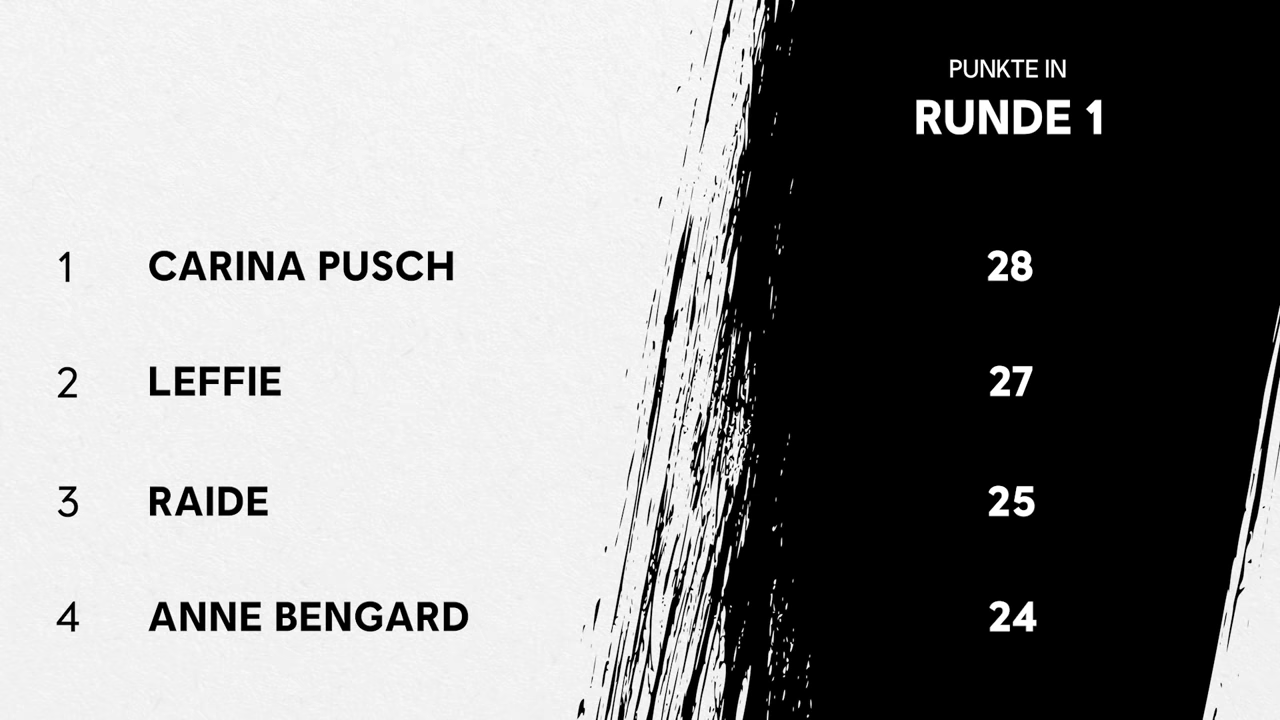 PUNKTE IN
RUNDE 1
1 CARINA PUSCH 28
2 LEFFIE 27
3 RAIDE 25
4 ANNE BENGARD 24